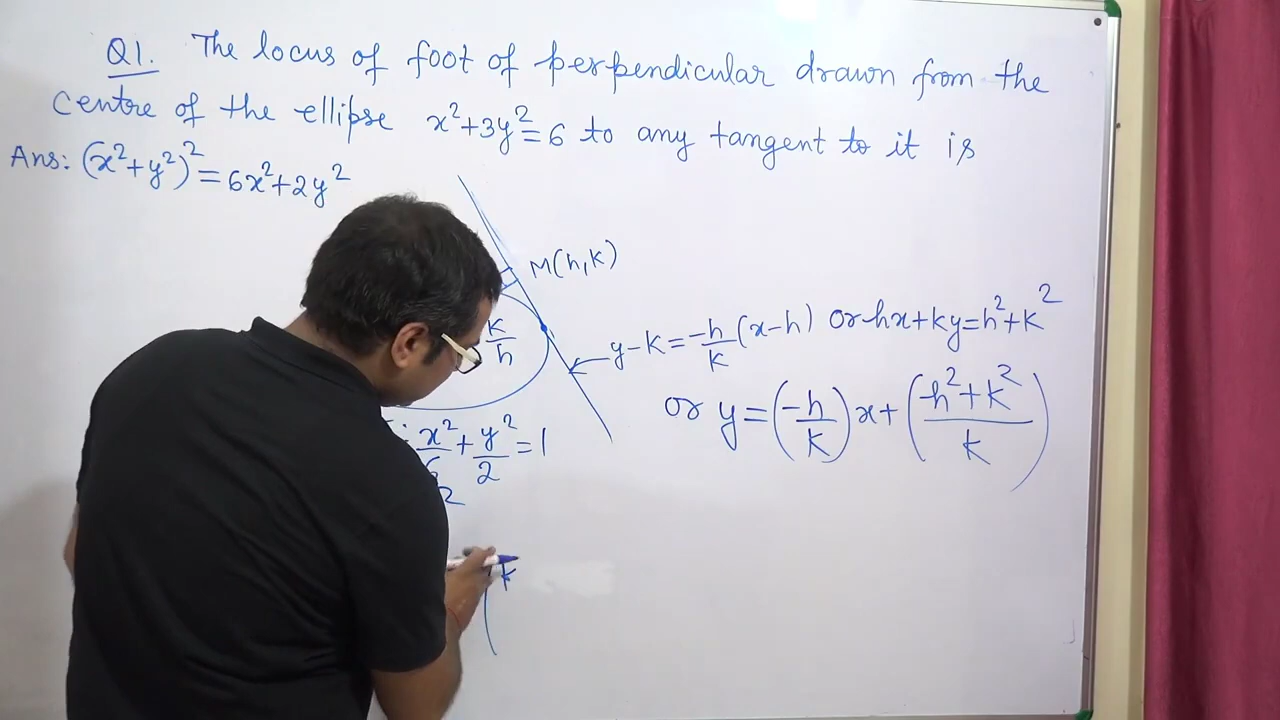 Q1. The locus of foot of perpendicular drawn from the
centre of the ellipse x²+3y²=6 to any tangent to it is
Ans: (x²+y²)²=6x²+2y²
M(h,k)
k/h
y-k=-h/k(x-h) or hx+ky=h²+k²
or y=(-h/k)x+(h²+k²/k)
x²/6+y²/2=1
2
k